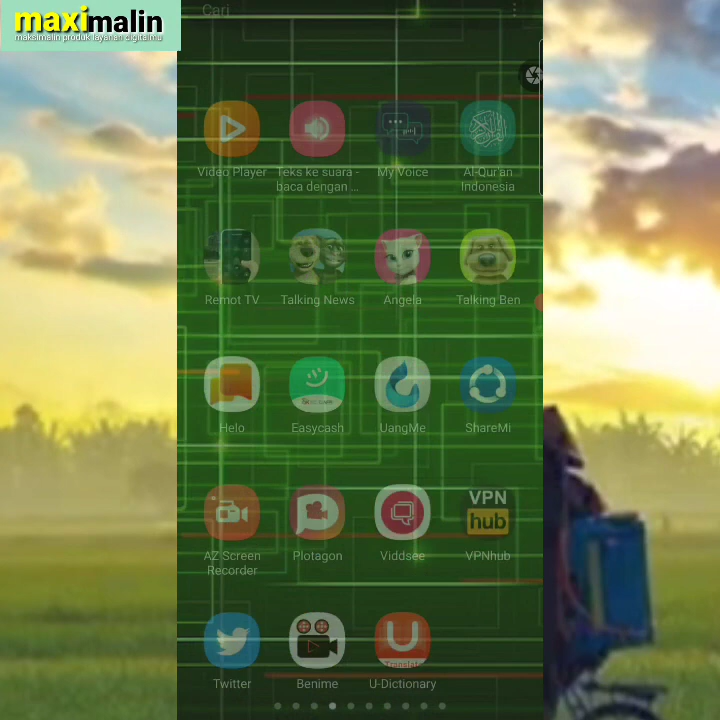 maximalin
maksimalin produk layanan digitalmu
Cari
Video Player
Teks ke suara -
baca dengan ...
My Voice
Al-Qur'an
Indonesia
Remot TV
Talking News
Angela
Talking Ben
Helo
Easycash
UangMe
ShareMi
VPN
hub
AZ Screen
Recorder
Plotagon
Viddsee
VPNhub
U
Translate
Twitter
Benime
U-Dictionary